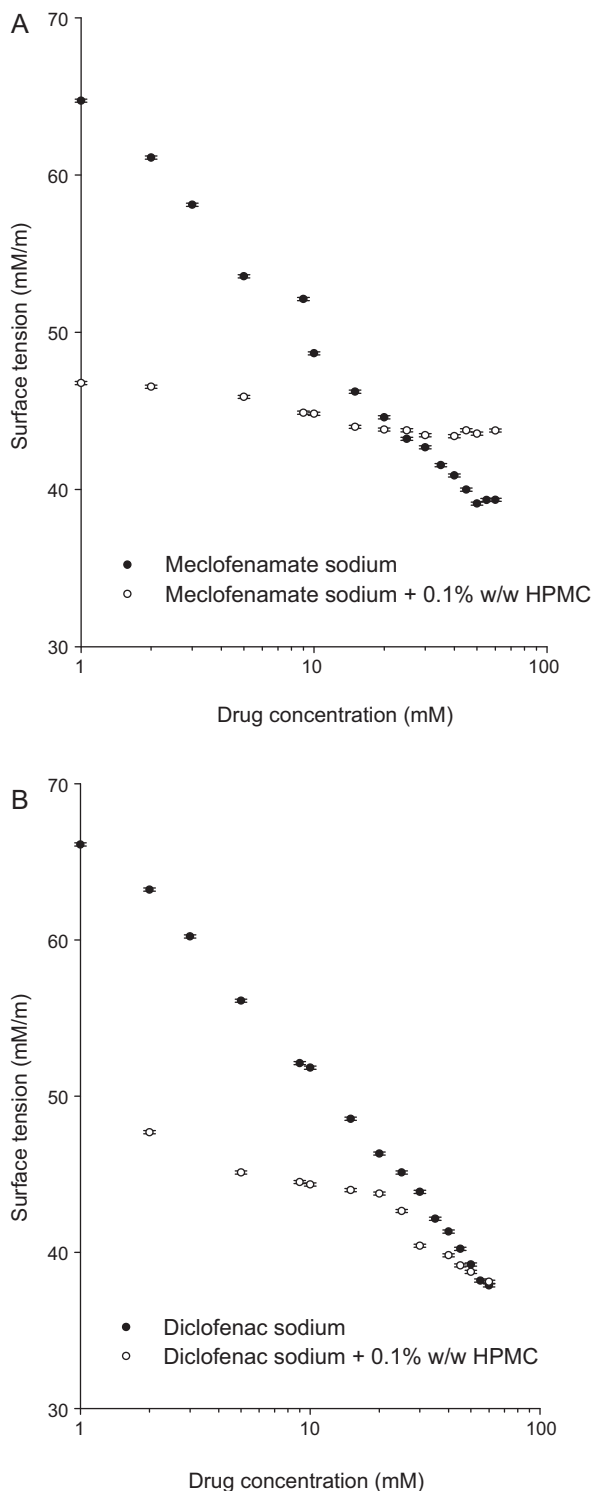 A
70
60
50
40
30
Surface tension (mM/m)
Meclofenamate sodium
Meclofenamate sodium + 0.1% w/w HPMC
1
10
100
Drug concentration (mM)
B
70
60
50
40
30
Surface tension (mM/m)
Diclofenac sodium
Diclofenac sodium + 0.1% w/w HPMC
1
10
100
Drug concentration (mM)